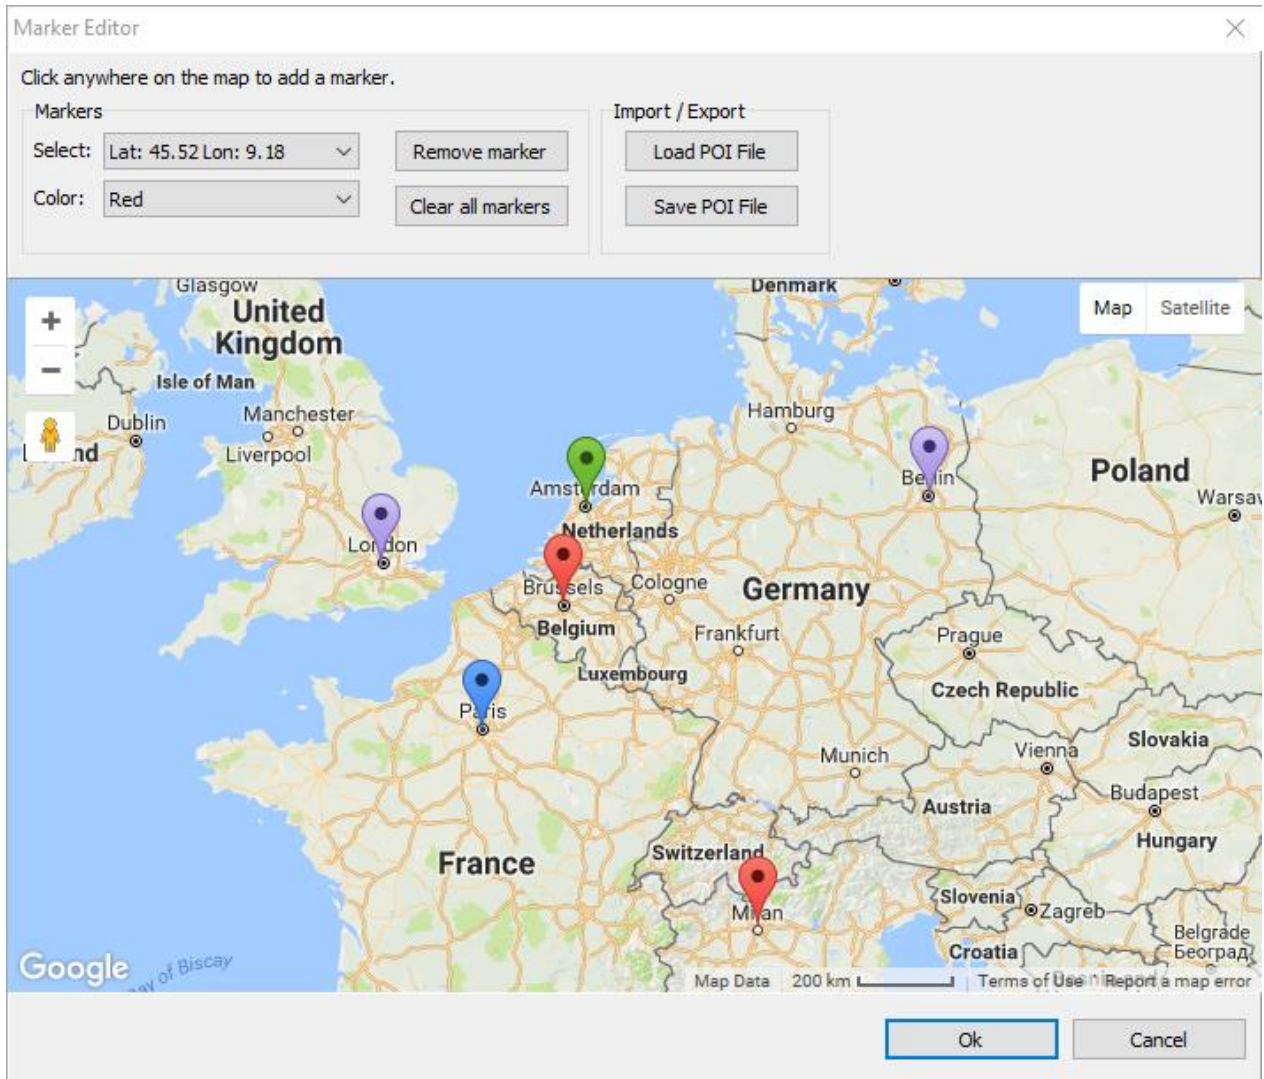 Marker Editor
Click anywhere on the map to add a marker.
Markers
Import / Export
Select: Lat: 45.52 Lon: 9.18
Remove marker
Load POI File
Color: Red
Clear all markers
Save POI File
Glasgow
Denmark
Map Satellite
United
Kingdom
Isle of Man
Dublin
Manchester
Hamburg
Liverpool
Poland
Berlin
Amsterdam
Warsaw
Netherlands
London
Brussels
Cologne
Germany
Belgium
Frankfurt
Prague
Luxembourg
Czech Republic
Paris
Slovakia
Munich
Vienna
Budapest
Austria
Hungary
Switzerland
France
Slovenia
Milan
Zagreb
Belgrade
Београд
Croatia
Google
Bay of Biscay
Map Data 200 km Terms of Use Report a map error
Ok Cancel